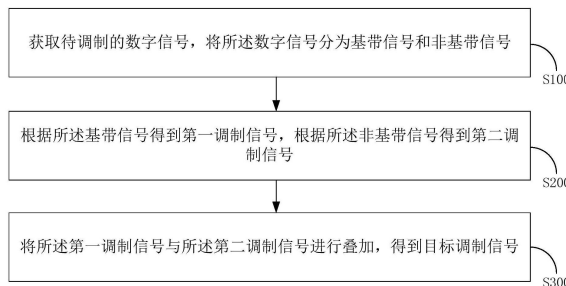 获取待调制的数字信号，将所述数字信号分为基带信号和非基带信号
S100
根据所述基带信号得到第一调制信号，根据所述非基带信号得到第二调
制信号
S200
将所述第一调制信号与所述第二调制信号进行叠加，得到目标调制信号
S300